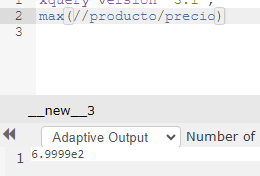 1 xquery version "3.1";
2 max(//producto/precio)
3
__new__3
Adaptive Output Number of
1 6.9999e2